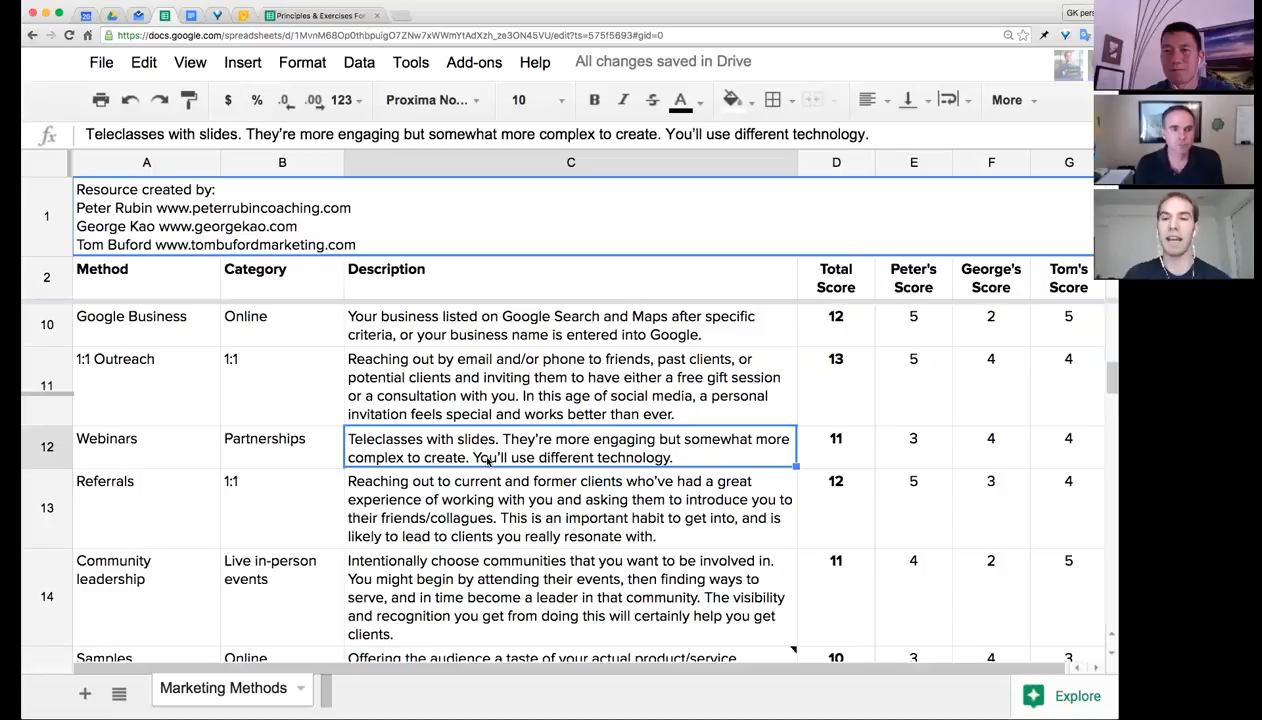 20
Principles & Exercises For
GK pers
https://docs.google.com/spreadsheets/d/1MvnM68Op0thbpuigO7ZNw7xWWmYtAdXzh_ze3ON45VU/edit?ts=575f5693#gid=0
File Edit View Insert Format Data Tools Add-ons Help All changes saved in Drive
$ % .0 .00 123 Proxima No... 10 B I S A More
fx Teleclasses with slides. They're more engaging but somewhat more complex to create. You'll use different technology.
A B C D E F G
1
Resource created by:
Peter Rubin www.peterrubincoaching.com
George Kao www.georgekao.com
Tom Buford www.tombufordmarketing.com
2
Method Category Description Total Score Peter's Score George's Score Tom's Score
10
Google Business Online Your business listed on Google Search and Maps after specific 12 5 2 5
criteria, or your business name is entered into Google.
11
1:1 Outreach 1:1 Reaching out by email and/or phone to friends, past clients, or 13 5 4 4
potential clients and inviting them to have either a free gift session
or a consultation with you. In this age of social media, a personal
invitation feels special and works better than ever.
12
Webinars Partnerships Teleclasses with slides. They're more engaging but somewhat more 11 3 4 4
complex to create. You'll use different technology.
13
Referrals 1:1 Reaching out to current and former clients who've had a great 12 5 3 4
experience of working with you and asking them to introduce you to
their friends/collagues. This is an important habit to get into, and is
likely to lead to clients you really resonate with.
14
Community leadership Live in-person events Intentionally choose communities that you want to be involved in. 11 4 2 5
You might begin by attending their events, then finding ways to
serve, and in time become a leader in that community. The visibility
and recognition you get from doing this will certainly help you get
clients.
Samples Online Offering the audience a taste of your actual product/service 10 3 4 3
Marketing Methods
Explore